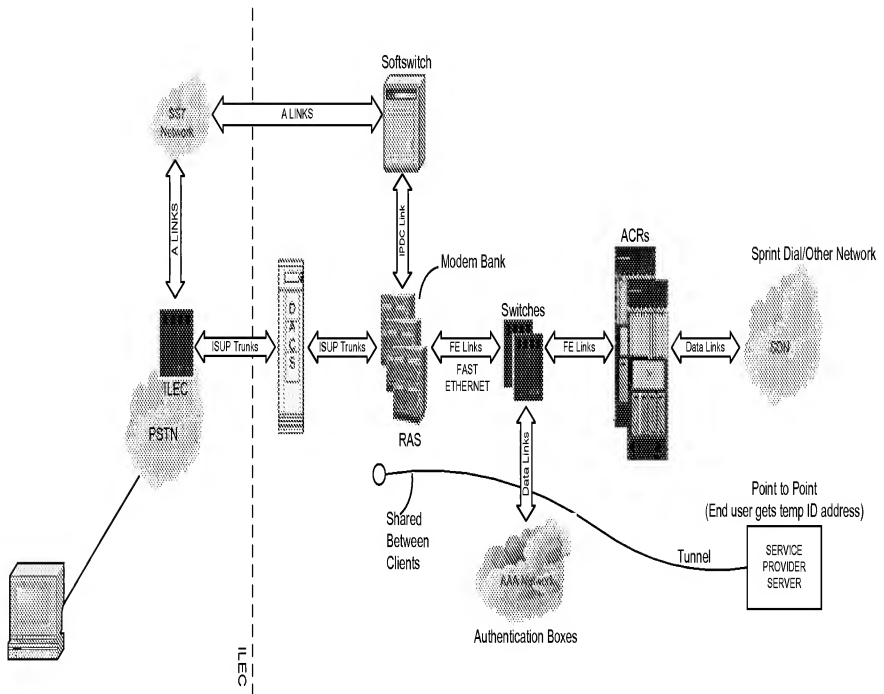 Softswitch
SS7
Network
A LINKS
A LINKS
IPDC Link
Modem Bank
ACRs
Sprint Dial/Other Network
Switches
DACS
ISUP Trunks
ISUP Trunks
FE Links
FAST
ETHERNET
FE Links
Data Links
SDN
ILEC
PSTN
RAS
Data Links
Shared
Between
Clients
Point to Point
(End user gets temp ID address)
Tunnel
SERVICE
PROVIDER
SERVER
AAA Network
Authentication Boxes
ILEC